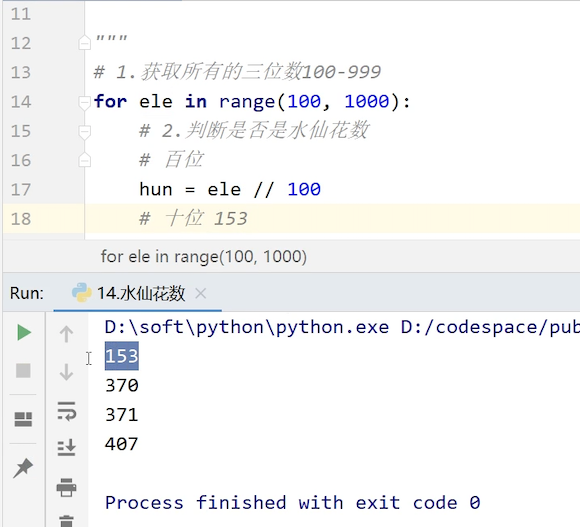 11
12 """
13 # 1.获取所有的三位数100-999
14 for ele in range(100, 1000):
15 # 2.判断是否是水仙花数
16 # 百位
17 hun = ele // 100
18 # 十位 153
for ele in range(100, 1000)
Run: 14.水仙花数
D:\soft\python\python.exe D:/codespace/pub
153
370
371
407
Process finished with exit code 0